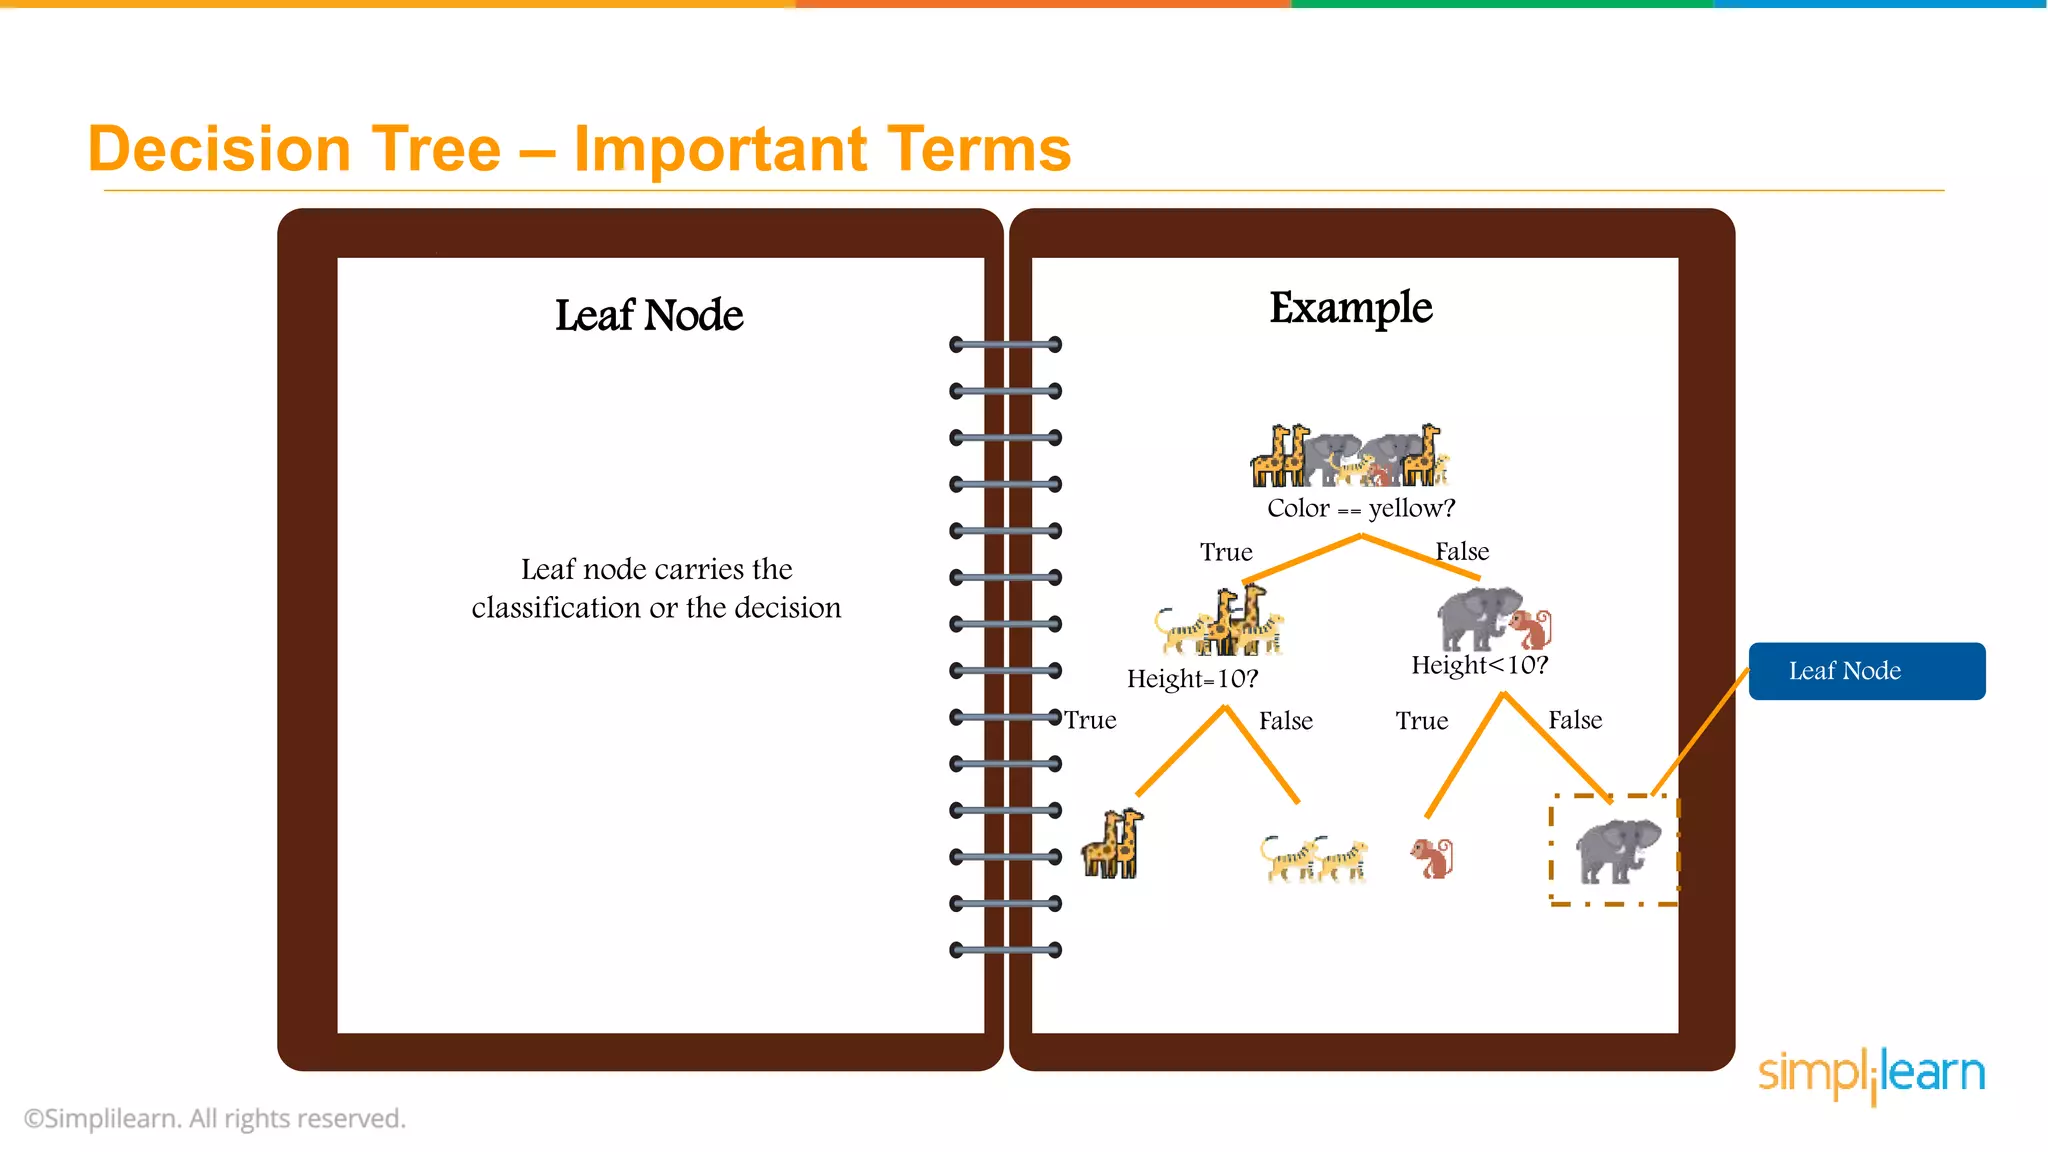 Decision Tree – Important Terms
Leaf Node
Leaf node carries the
classification or the decision
Example
Color == yellow?
True
False
Height=10?
Height<10?
True
False
True
False
Leaf Node
simplilearn
©Simplilearn. All rights reserved.